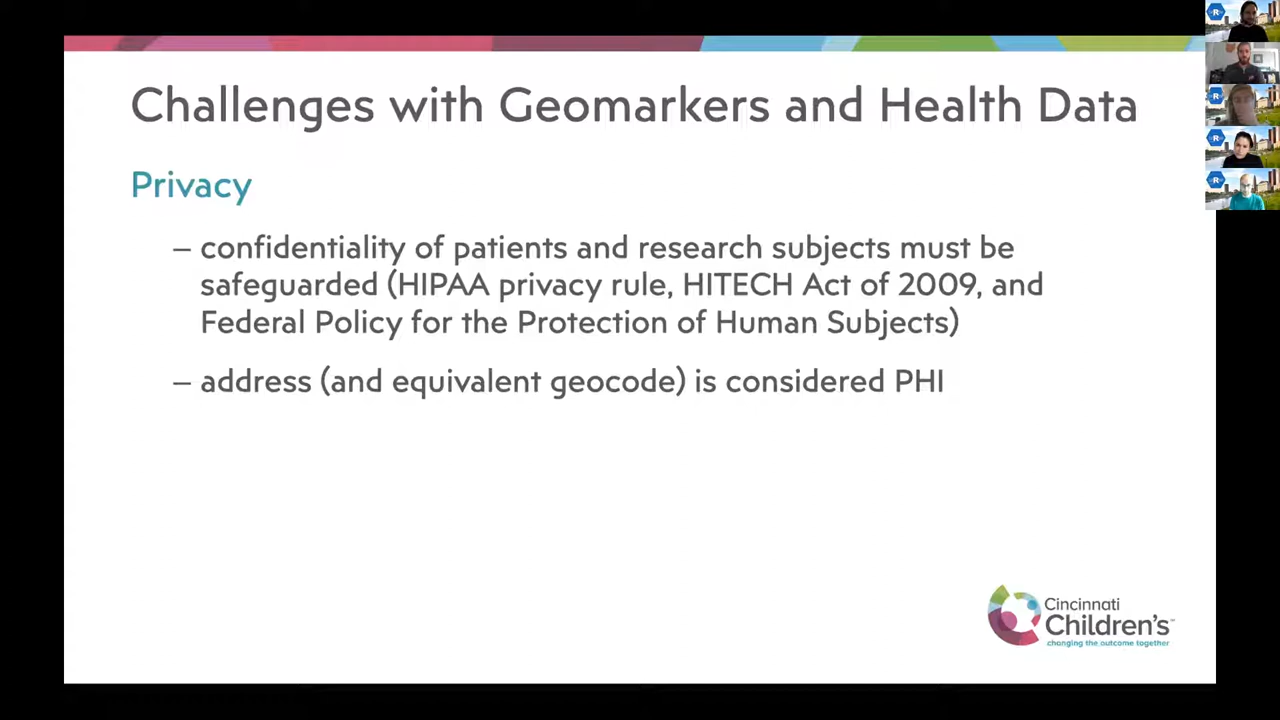 Challenges with Geomarkers and Health Data
Privacy
– confidentiality of patients and research subjects must be
safeguarded (HIPAA privacy rule, HITECH Act of 2009, and
Federal Policy for the Protection of Human Subjects)
– address (and equivalent geocode) is considered PHI
Cincinnati
Children's™
changing the outcome together
R
R
R
R